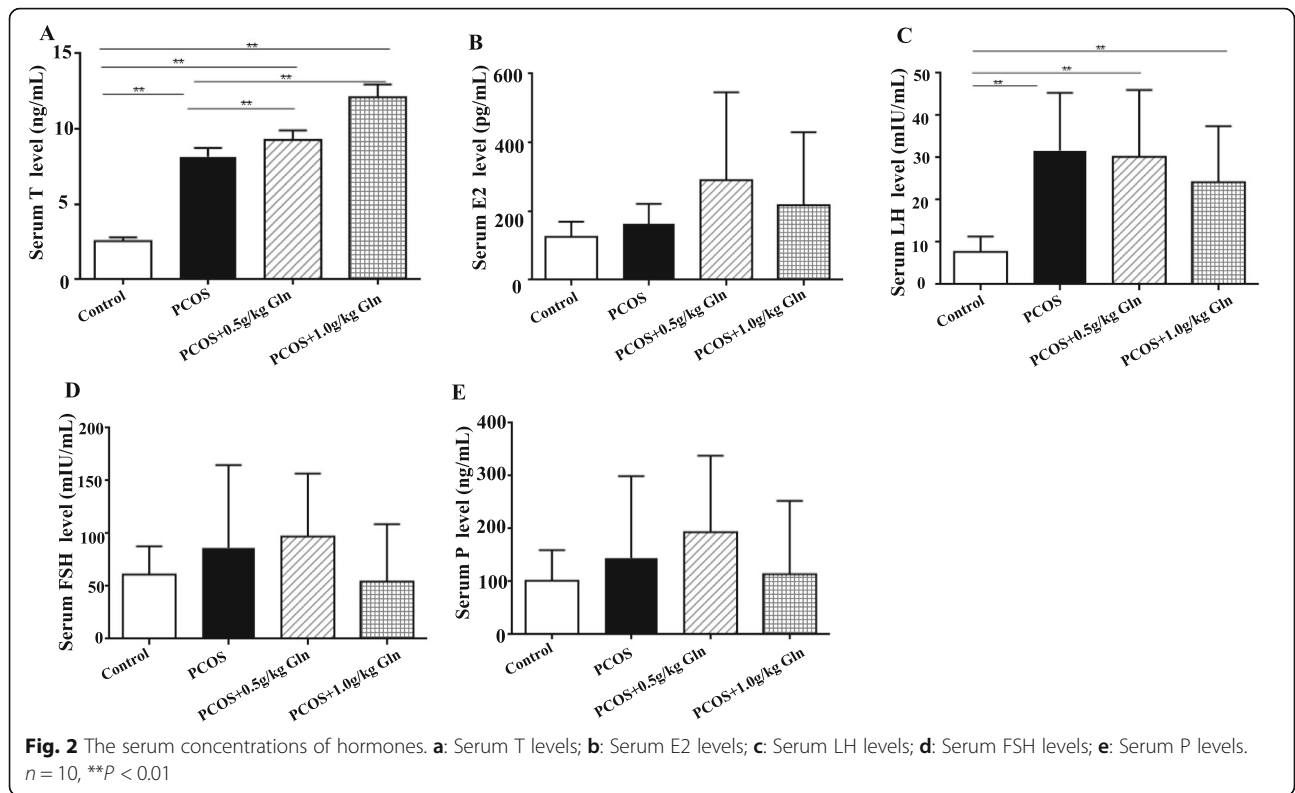 A
Serum T level (ng/mL)
15
10
5
0
**
**
**
**
**
Control
PCOS
PCOS+0.5g/kg Gln
PCOS+1.0g/kg Gln
B
Serum E2 level (pg/mL)
600
400
200
0
Control
PCOS
PCOS+0.5g/kg Gln
PCOS+1.0g/kg Gln
C
Serum LH level (mIU/mL)
50
40
30
20
10
0
**
**
**
Control
PCOS
PCOS+0.5g/kg Gln
PCOS+1.0g/kg Gln
D
Serum FSH level (mIU/mL)
200
150
100
50
0
Control
PCOS
PCOS+0.5g/kg Gln
PCOS+1.0g/kg Gln
E
Serum P level (ng/mL)
400
300
200
100
0
Control
PCOS
PCOS+0.5g/kg Gln
PCOS+1.0g/kg Gln
Fig. 2 The serum concentrations of hormones. a: Serum T levels; b: Serum E2 levels; c: Serum LH levels; d: Serum FSH levels; e: Serum P levels.
n = 10, **P < 0.01